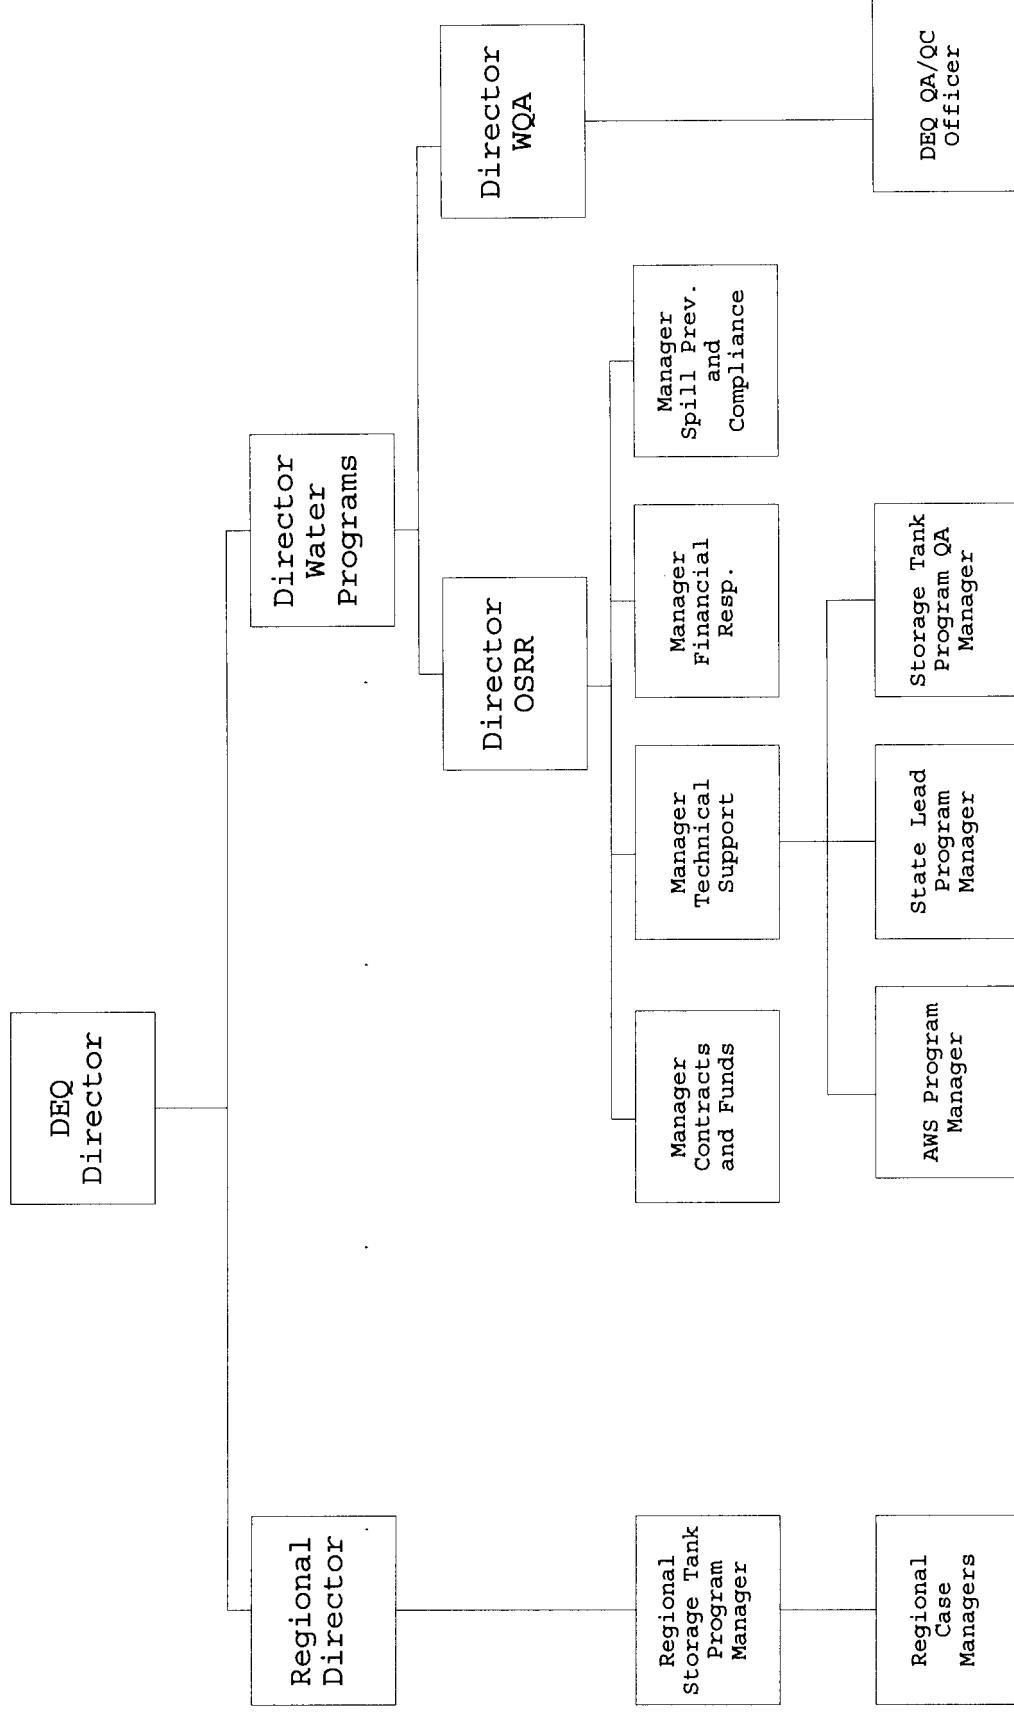 DEQ
Director
Regional
Director
Director
Water
Programs
Director
OSRR
Director
WQA
Regional
Storage Tank
Program
Manager
Manager
Contracts
and Funds
Manager
Technical
Support
Manager
Financial
Resp.
Manager
Spill Prev.
and
Compliance
Regional
Case
Managers
AWS Program
Manager
State Lead
Program
Manager
Storage Tank
Program QA
Manager
DEQ QA/QC
Officer